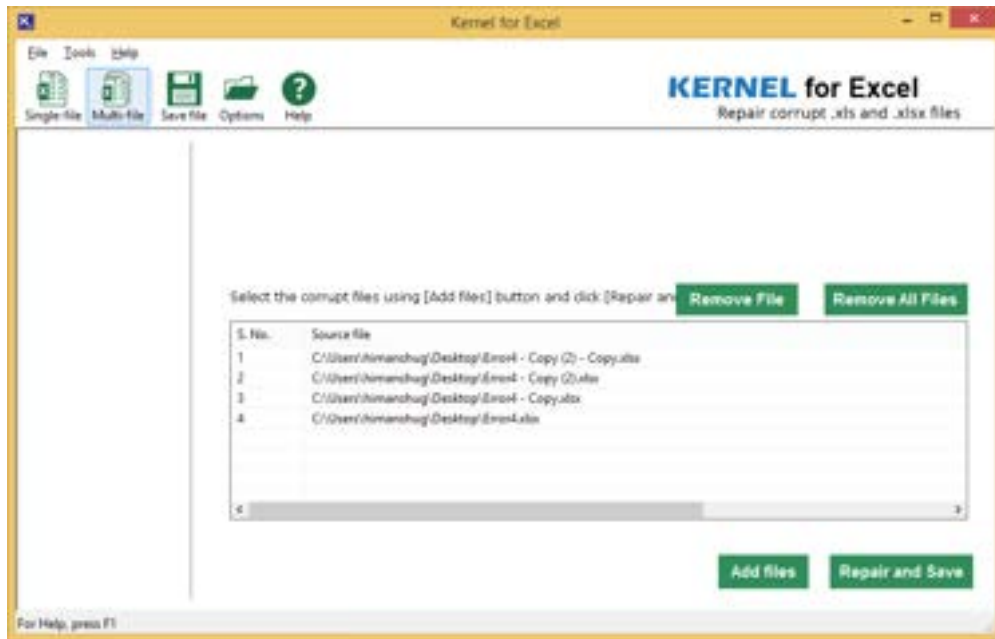 Kernel for Excel
File Tools Help
Single-file Multi-file Save file Options Help
KERNEL for Excel
Repair corrupt .xls and .xlsx files
Select the corrupt files using [Add files] button and click [Repair an
Remove File Remove All Files
S. No. Source file
1 C:\Users\himanshug\Desktop\Error4 - Copy (2) - Copy.xlsx
2 C:\Users\himanshug\Desktop\Error4 - Copy (2).xlsx
3 C:\Users\himanshug\Desktop\Error4 - Copy.xlsx
4 C:\Users\himanshug\Desktop\Error4.xlsx
Add files Repair and Save
For Help, press F1